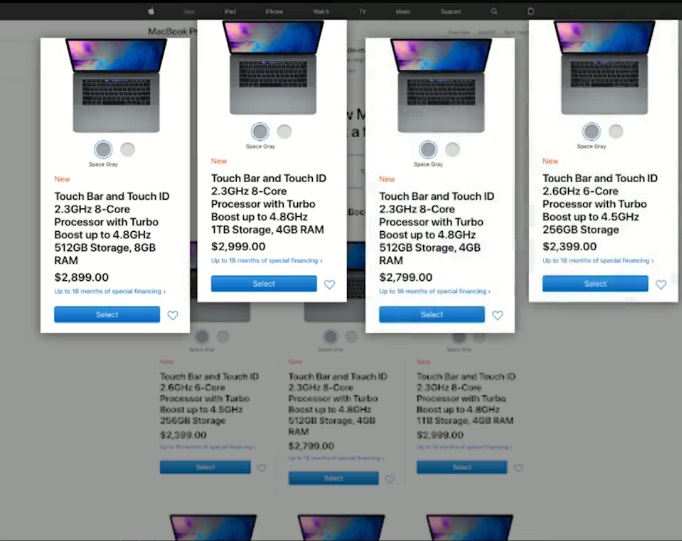 Mac iPad iPhone Watch TV Music Support
MacBook Pr
Space Gray
New
Touch Bar and Touch ID
2.3GHz 8-Core
Processor with Turbo
Boost up to 4.8GHz
512GB Storage, 8GB
RAM
$2,899.00
Up to 18 months of special financing ›
Select
Space Gray
New
Touch Bar and Touch ID
2.3GHz 8-Core
Processor with Turbo
Boost up to 4.8GHz
1TB Storage, 4GB RAM
$2,999.00
Up to 18 months of special financing ›
Select
Space Gray
New
Touch Bar and Touch ID
2.3GHz 8-Core
Processor with Turbo
Boost up to 4.8GHz
512GB Storage, 4GB
RAM
$2,799.00
Up to 18 months of special financing ›
Select
Space Gray
New
Touch Bar and Touch ID
2.6GHz 6-Core
Processor with Turbo
Boost up to 4.5GHz
256GB Storage
$2,399.00
Up to 18 months of special financing ›
Select
Space Gray
New
Touch Bar and Touch ID
2.6GHz 6-Core
Processor with Turbo
Boost up to 4.5GHz
256GB Storage
$2,399.00
Up to 18 months of special financing ›
Select
Space Gray
New
Touch Bar and Touch ID
2.3GHz 8-Core
Processor with Turbo
Boost up to 4.8GHz
512GB Storage, 4GB
RAM
$2,799.00
Up to 18 months of special financing ›
Select
Space Gray
New
Touch Bar and Touch ID
2.3GHz 8-Core
Processor with Turbo
Boost up to 4.8GHz
1TB Storage, 4GB RAM
$2,999.00
Up to 18 months of special financing ›
Select